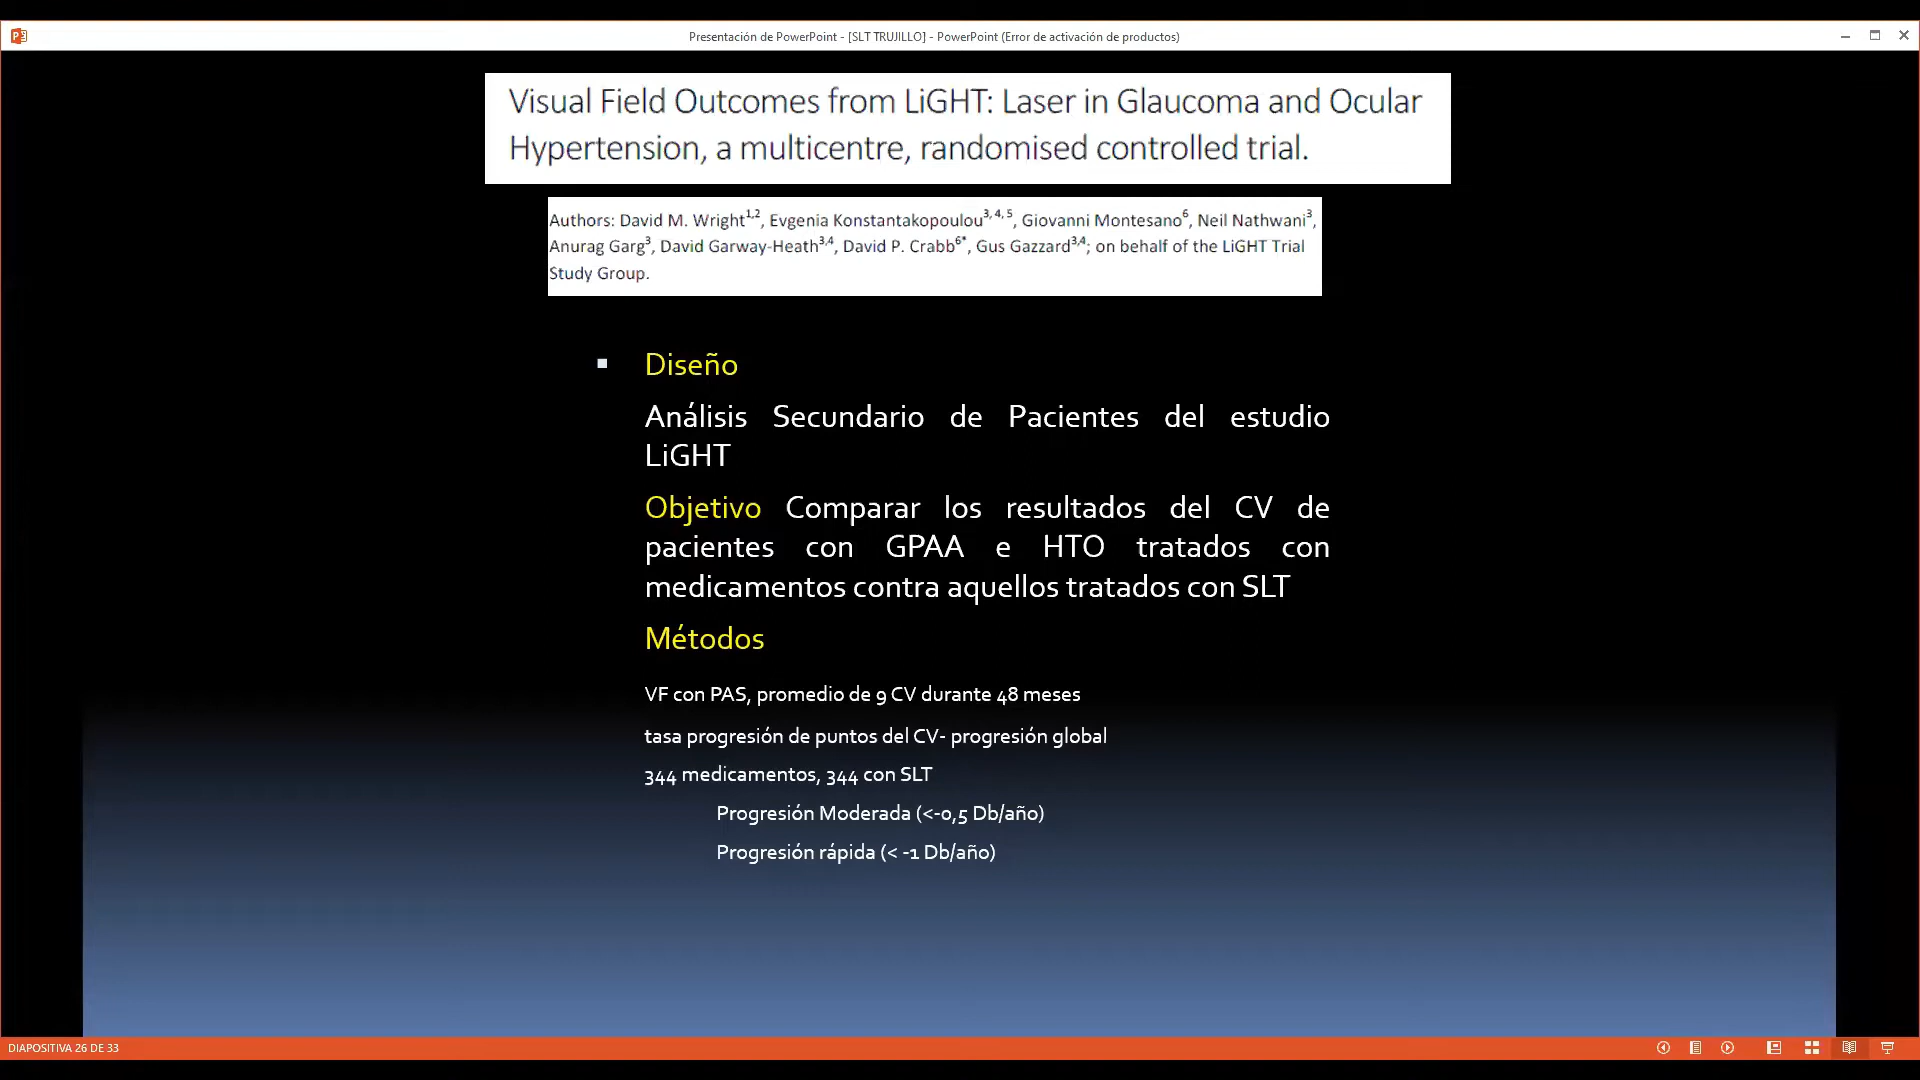 Presentación de PowerPoint - [SLT TRUJILLO] - PowerPoint (Error de activación de productos)
Visual Field Outcomes from LiGHT: Laser in Glaucoma and Ocular
Hypertension, a multicentre, randomised controlled trial.
Authors: David M. Wright1,2, Evgenia Konstantakopoulou3, 4, 5, Giovanni Montesano6, Neil Nathwani3,
Anurag Garg3, David Garway-Heath3,4, David P. Crabb6*, Gus Gazzard3,4; on behalf of the LiGHT Trial
Study Group.
▪ Diseño
Análisis Secundario de Pacientes del estudio
LiGHT
Objetivo Comparar los resultados del CV de
pacientes con GPAA e HTO tratados con
medicamentos contra aquellos tratados con SLT
Métodos
VF con PAS, promedio de 9 CV durante 48 meses
tasa progresión de puntos del CV- progresión global
344 medicamentos, 344 con SLT
Progresión Moderada (<-0,5 Db/año)
Progresión rápida (< -1 Db/año)
DIAPOSITIVA 26 DE 33